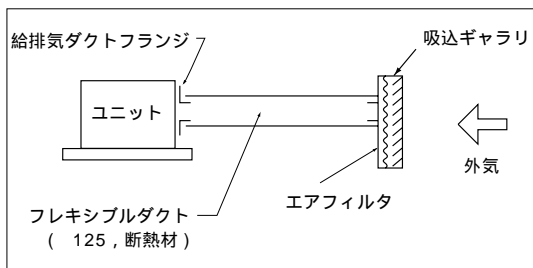 給排気ダクトフランジ
吸込ギャラリ
ユニット
外気
エアフィルタ
フレキシブルダクト
( 125 , 断熱材 )